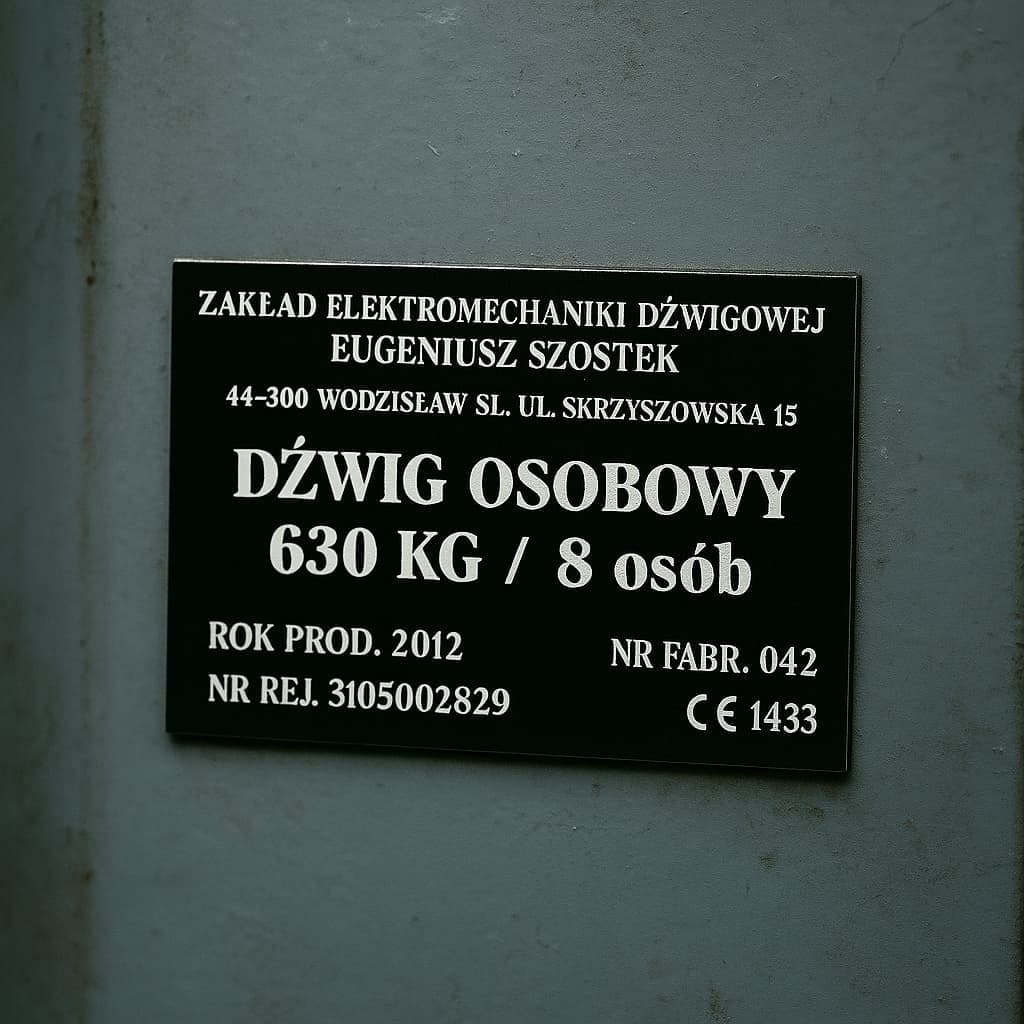 ZAKŁAD ELEKTROMECHANIKI DŹWIGOWEJ
EUGENIUSZ SZOSTEK
44-300 WODZISŁAW SL. UL. SKRZYSZOWSKA 15
DŹWIG OSOBOWY
630 KG / 8 osób
ROK PROD. 2012
NR FABR. 042
NR REJ. 3105002829
CE 1433